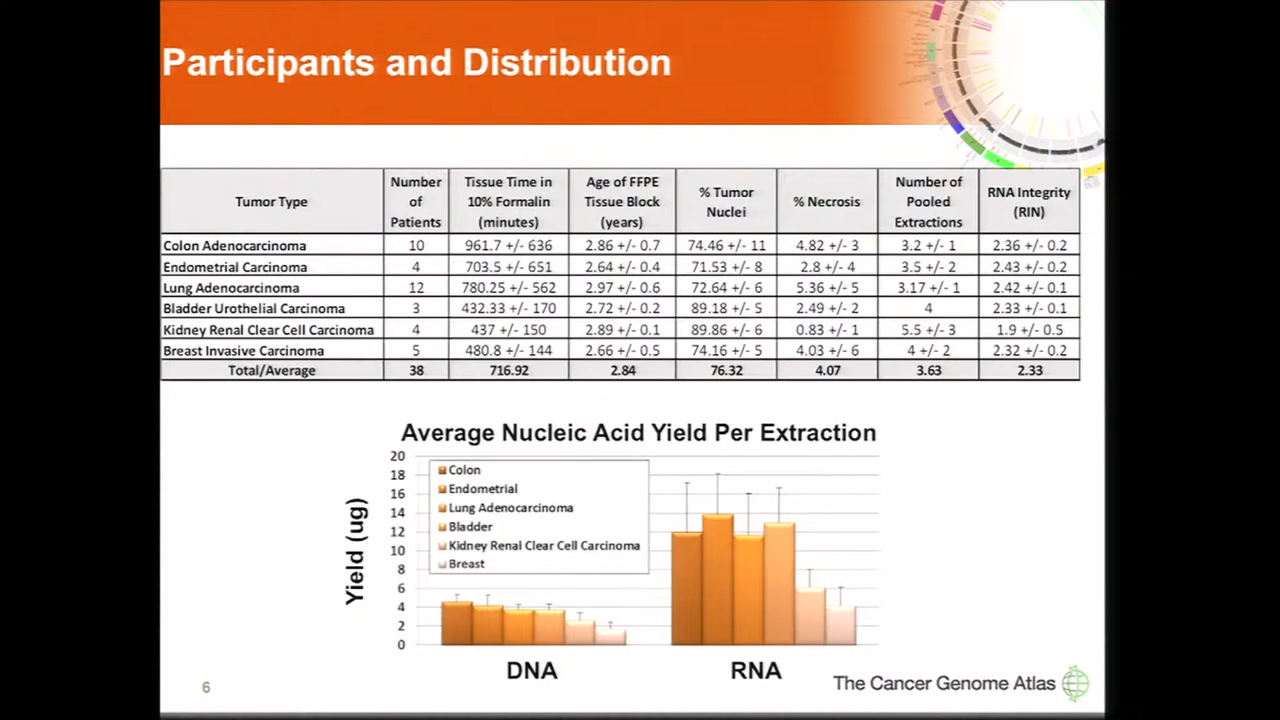 Participants and Distribution
Tumor Type
Number of Patients
Tissue Time in 10% Formalin (minutes)
Age of FFPE Tissue Block (years)
% Tumor Nuclei
% Necrosis
Number of Pooled Extractions
RNA Integrity (RIN)
Colon Adenocarcinoma 10 961.7 +/- 636 2.86 +/- 0.7 74.46 +/- 11 4.82 +/- 3 3.2 +/- 1 2.36 +/- 0.2
Endometrial Carcinoma 4 703.5 +/- 651 2.64 +/- 0.4 71.53 +/- 8 2.8 +/- 4 3.5 +/- 2 2.43 +/- 0.2
Lung Adenocarcinoma 12 780.25 +/- 562 2.97 +/- 0.6 72.64 +/- 6 5.36 +/- 5 3.17 +/- 1 2.42 +/- 0.1
Bladder Urothelial Carcinoma 3 432.33 +/- 170 2.72 +/- 0.2 89.18 +/- 5 2.49 +/- 2 4 2.33 +/- 0.1
Kidney Renal Clear Cell Carcinoma 4 437 +/- 150 2.89 +/- 0.1 89.86 +/- 6 0.83 +/- 1 5.5 +/- 3 1.9 +/- 0.5
Breast Invasive Carcinoma 5 480.8 +/- 144 2.66 +/- 0.5 74.16 +/- 5 4.03 +/- 6 4 +/- 2 2.32 +/- 0.2
Total/Average 38 716.92 2.84 76.32 4.07 3.63 2.33
Average Nucleic Acid Yield Per Extraction
Yield (ug)
20
18
16
14
12
10
8
6
4
2
0
Colon
Endometrial
Lung Adenocarcinoma
Bladder
Kidney Renal Clear Cell Carcinoma
Breast
DNA
RNA
6
The Cancer Genome Atlas